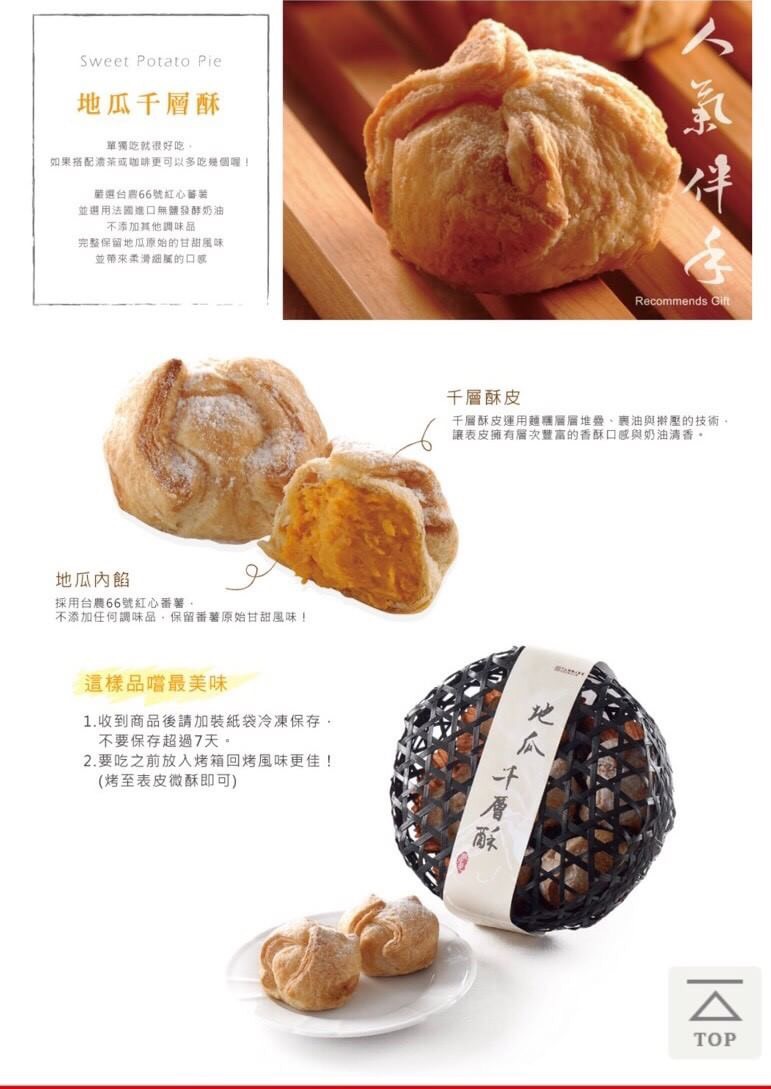 Sweet Potato Pie
地瓜千層酥
單獨吃就很好吃，
如果搭配濃茶或咖啡更可以多吃幾個喔！
嚴選台農66號紅心蕃薯
並選用法國進口無鹽發酵奶油
不添加其他調味品
完整保留地瓜原始的甘甜風味
並帶來柔滑細膩的口感
人氣伴手
Recommends Gift
千層酥皮
千層酥皮運用麵糰層層堆疊、裹油與擀壓的技術，
讓表皮擁有層次豐富的香酥口感與奶油清香。
地瓜內餡
採用台農66號紅心番薯，
不添加任何調味品，保留番薯原始甘甜風味！
這樣品嚐最美味
1.收到商品後請加裝紙袋冷凍保存，
不要保存超過7天。
2.要吃之前放入烤箱回烤風味更佳！
(烤至表皮微酥即可)
地瓜千層酥
TOP